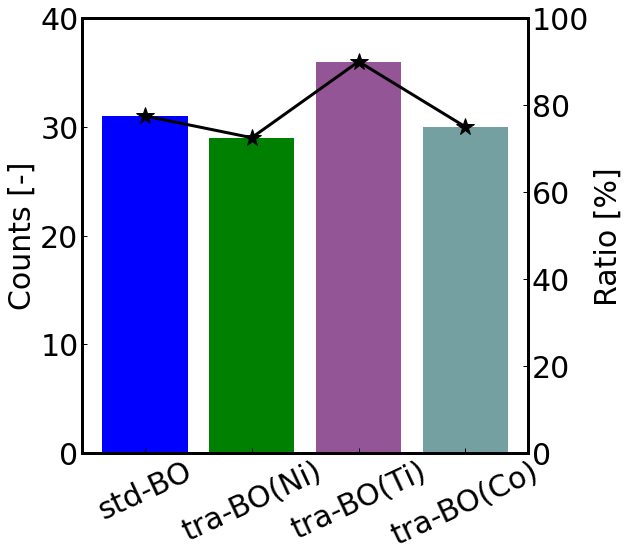 Counts [-]
40
30
20
10
0
100
80
60
40
20
0
Ratio [%]
std-BO
tra-BO(Ni)
tra-BO(Ti)
tra-BO(Co)